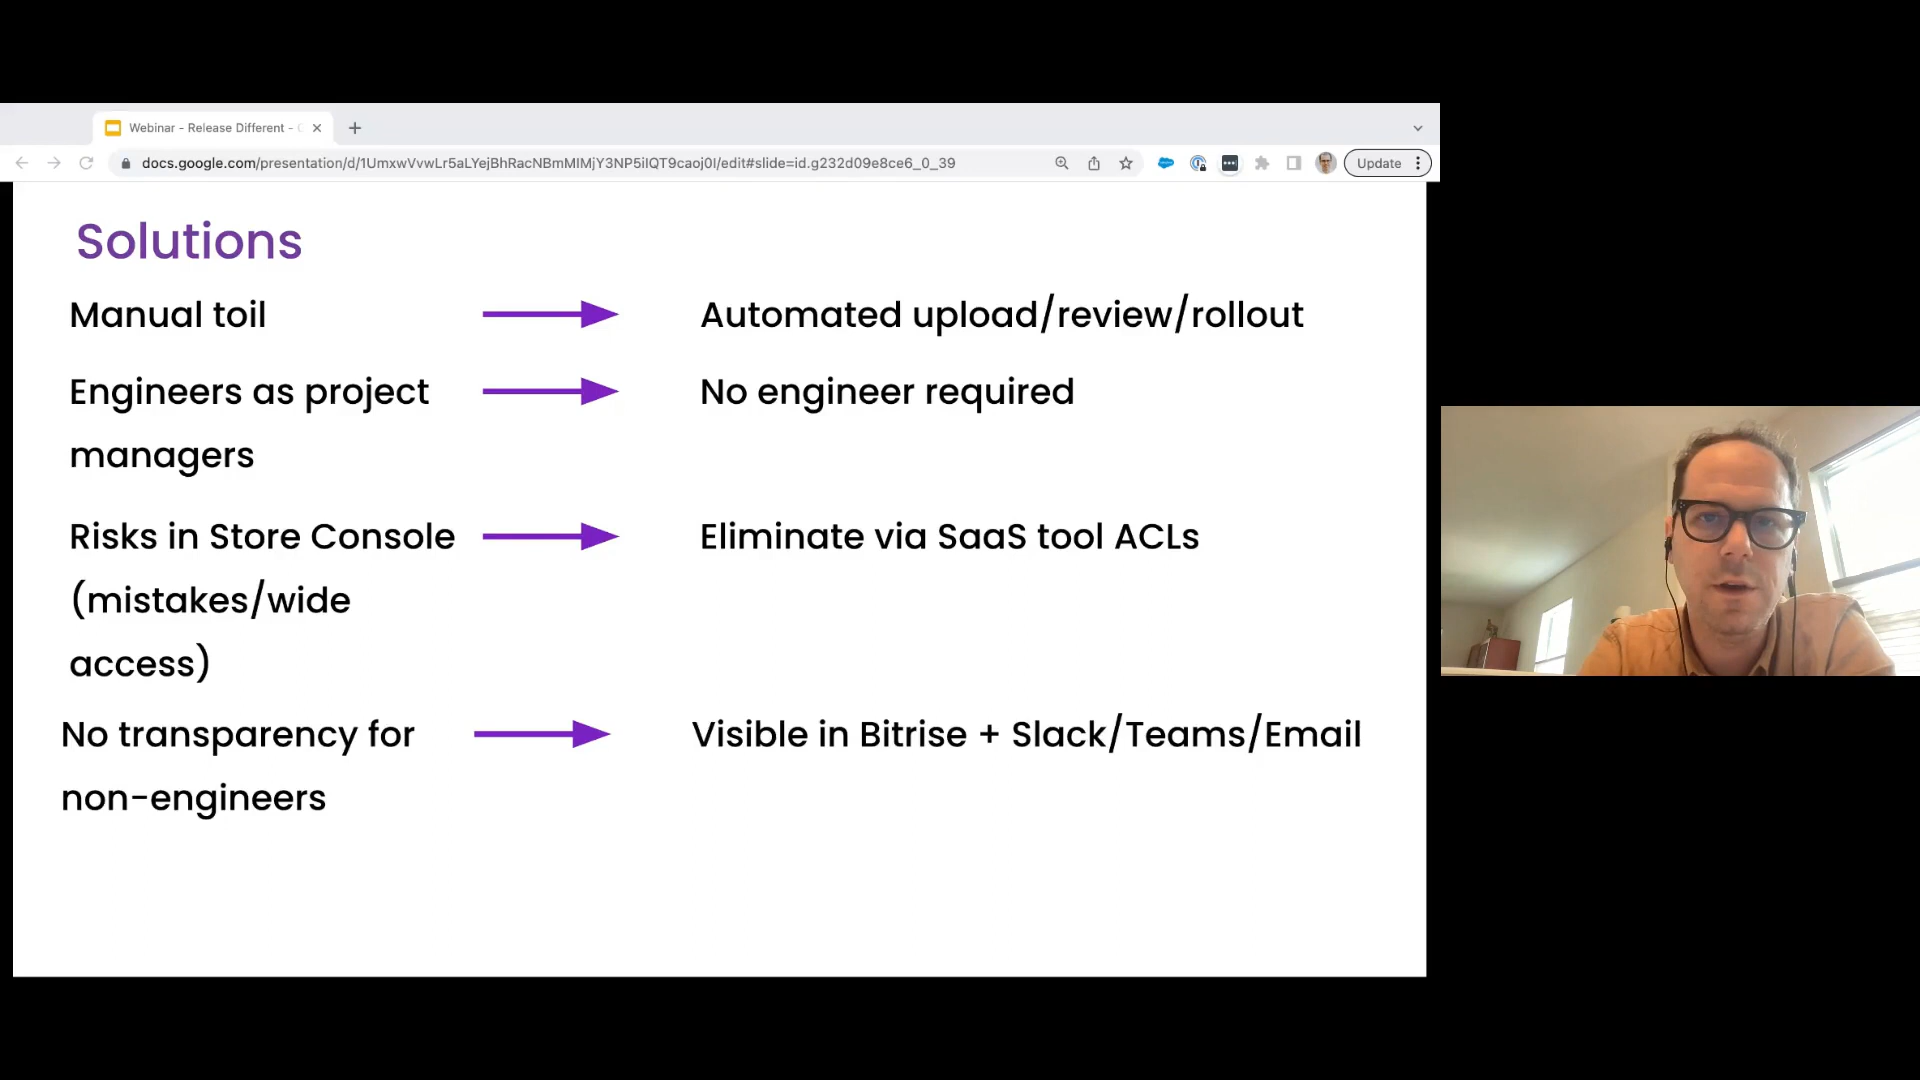 Webinar - Release Different -
docs.google.com/presentation/d/1UmxwVvwLr5aLYejBhRacNBmMIMjY3NP5iIQT9caoj0I/edit#slide=id.g232d09e8ce6_0_39
Update
Solutions
Manual toil
Automated upload/review/rollout
Engineers as project
managers
No engineer required
Risks in Store Console
(mistakes/wide
access)
Eliminate via SaaS tool ACLs
No transparency for
non-engineers
Visible in Bitrise + Slack/Teams/Email